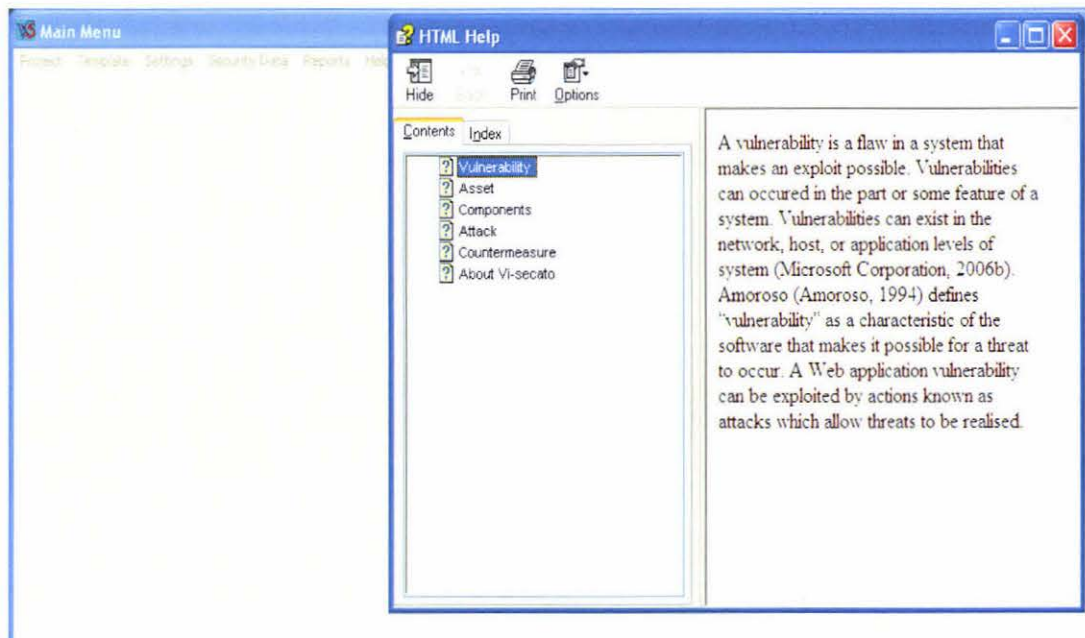 VS Main Menu
Project Template Settings Security Data Reports Help
HTML Help
Hide Back Print Options
Contents Index
Vulnerability
Asset
Components
Attack
Countermeasure
About Vi-secato
A vulnerability is a flaw in a system that
makes an exploit possible. Vulnerabilities
can occured in the part or some feature of a
system. Vulnerabilities can exist in the
network, host, or application levels of
system (Microsoft Corporation, 2006b).
Amoroso (Amoroso, 1994) defines
"vulnerability" as a characteristic of the
software that makes it possible for a threat
to occur. A Web application vulnerability
can be exploited by actions known as
attacks which allow threats to be realised.